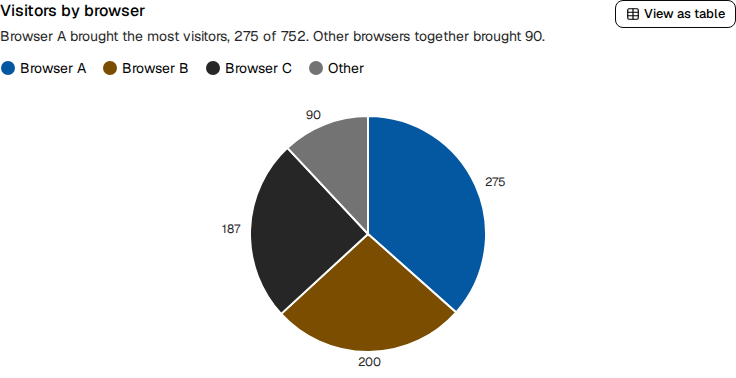 Visitors by browser
View as table
Browser A brought the most visitors, 275 of 752. Other browsers together brought 90.
Browser A
Browser B
Browser C
Other
90
275
187
200